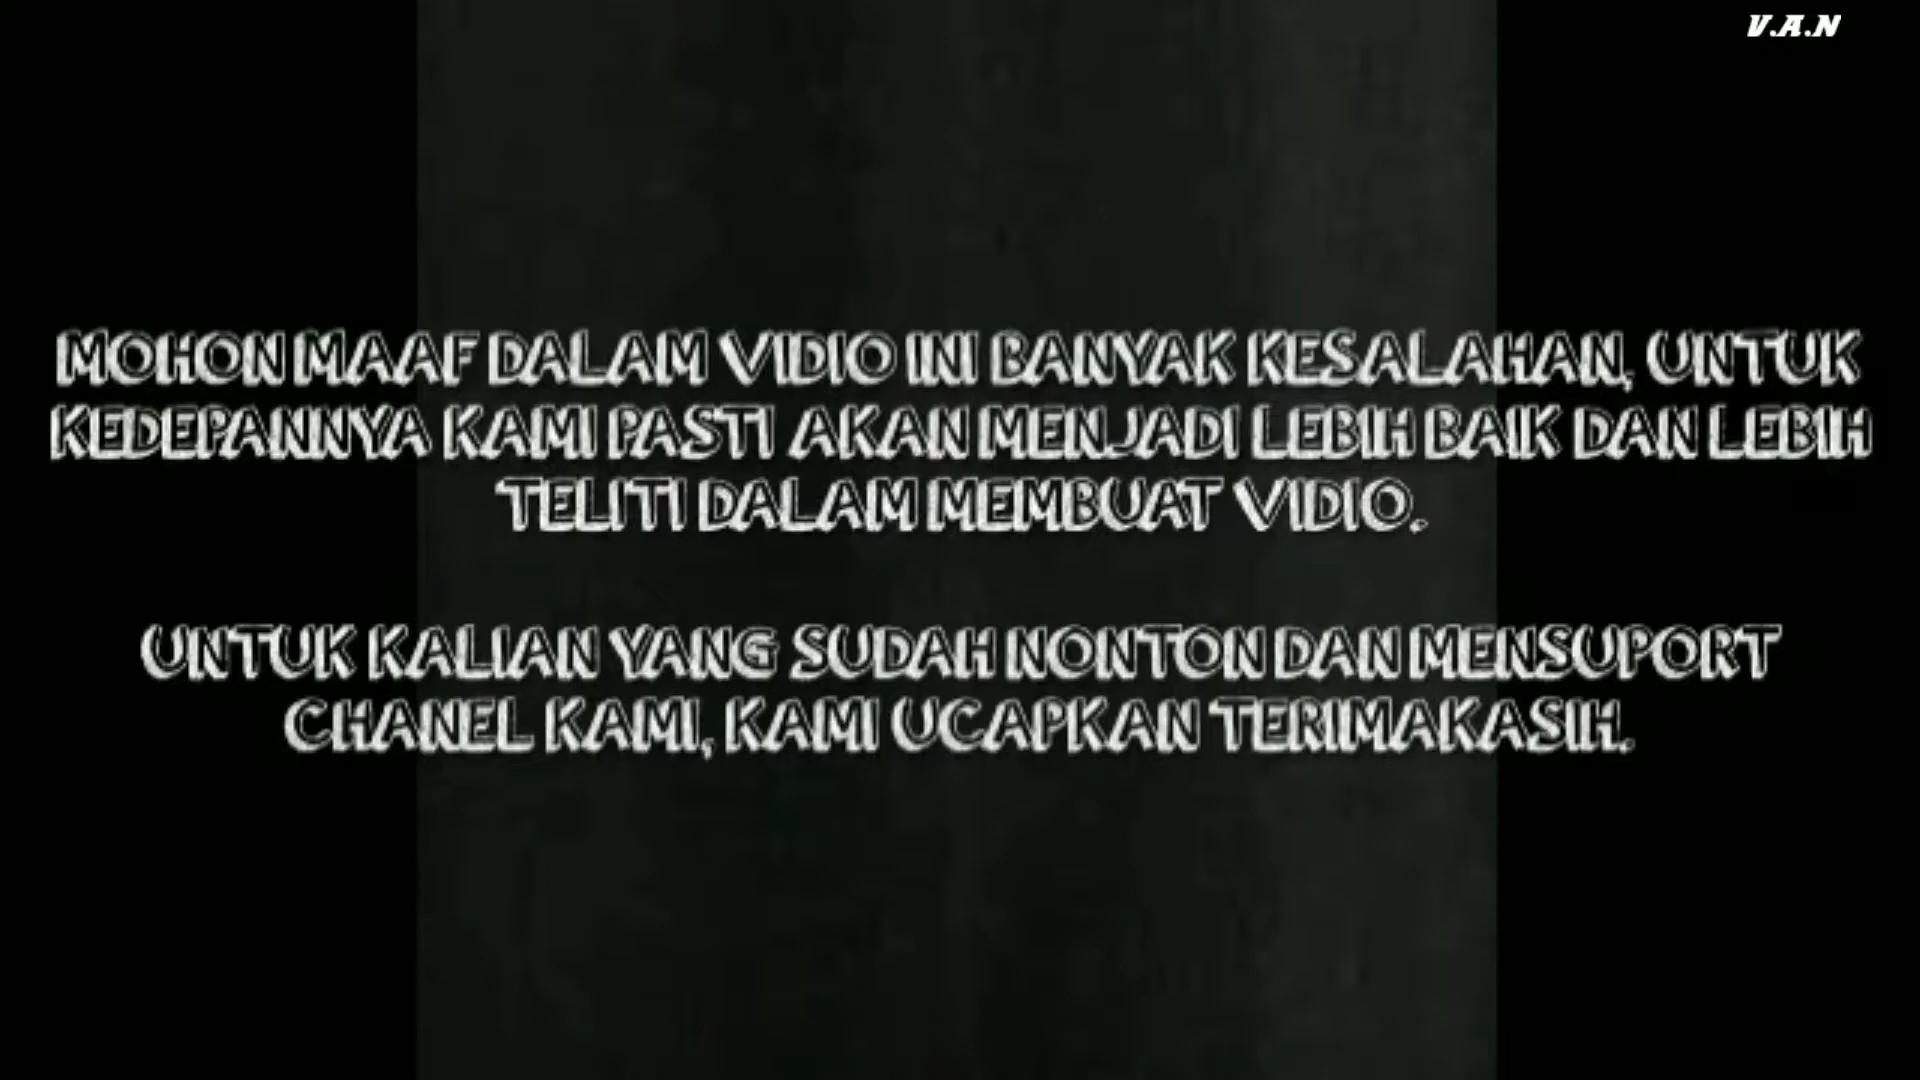 V.A.N
MOHON MAAF DALAM VIDIO INI BANYAK KESALAHAN, UNTUK
KEDEPANNYA KAMI PASTI AKAN MENJADI LEBIH BAIK DAN LEBIH
TELITI DALAM MEMBUAT VIDIO.
UNTUK KALIAN YANG SUDAH NONTON DAN MENSUPORT
CHANEL KAMI, KAMI UCAPKAN TERIMAKASIH.